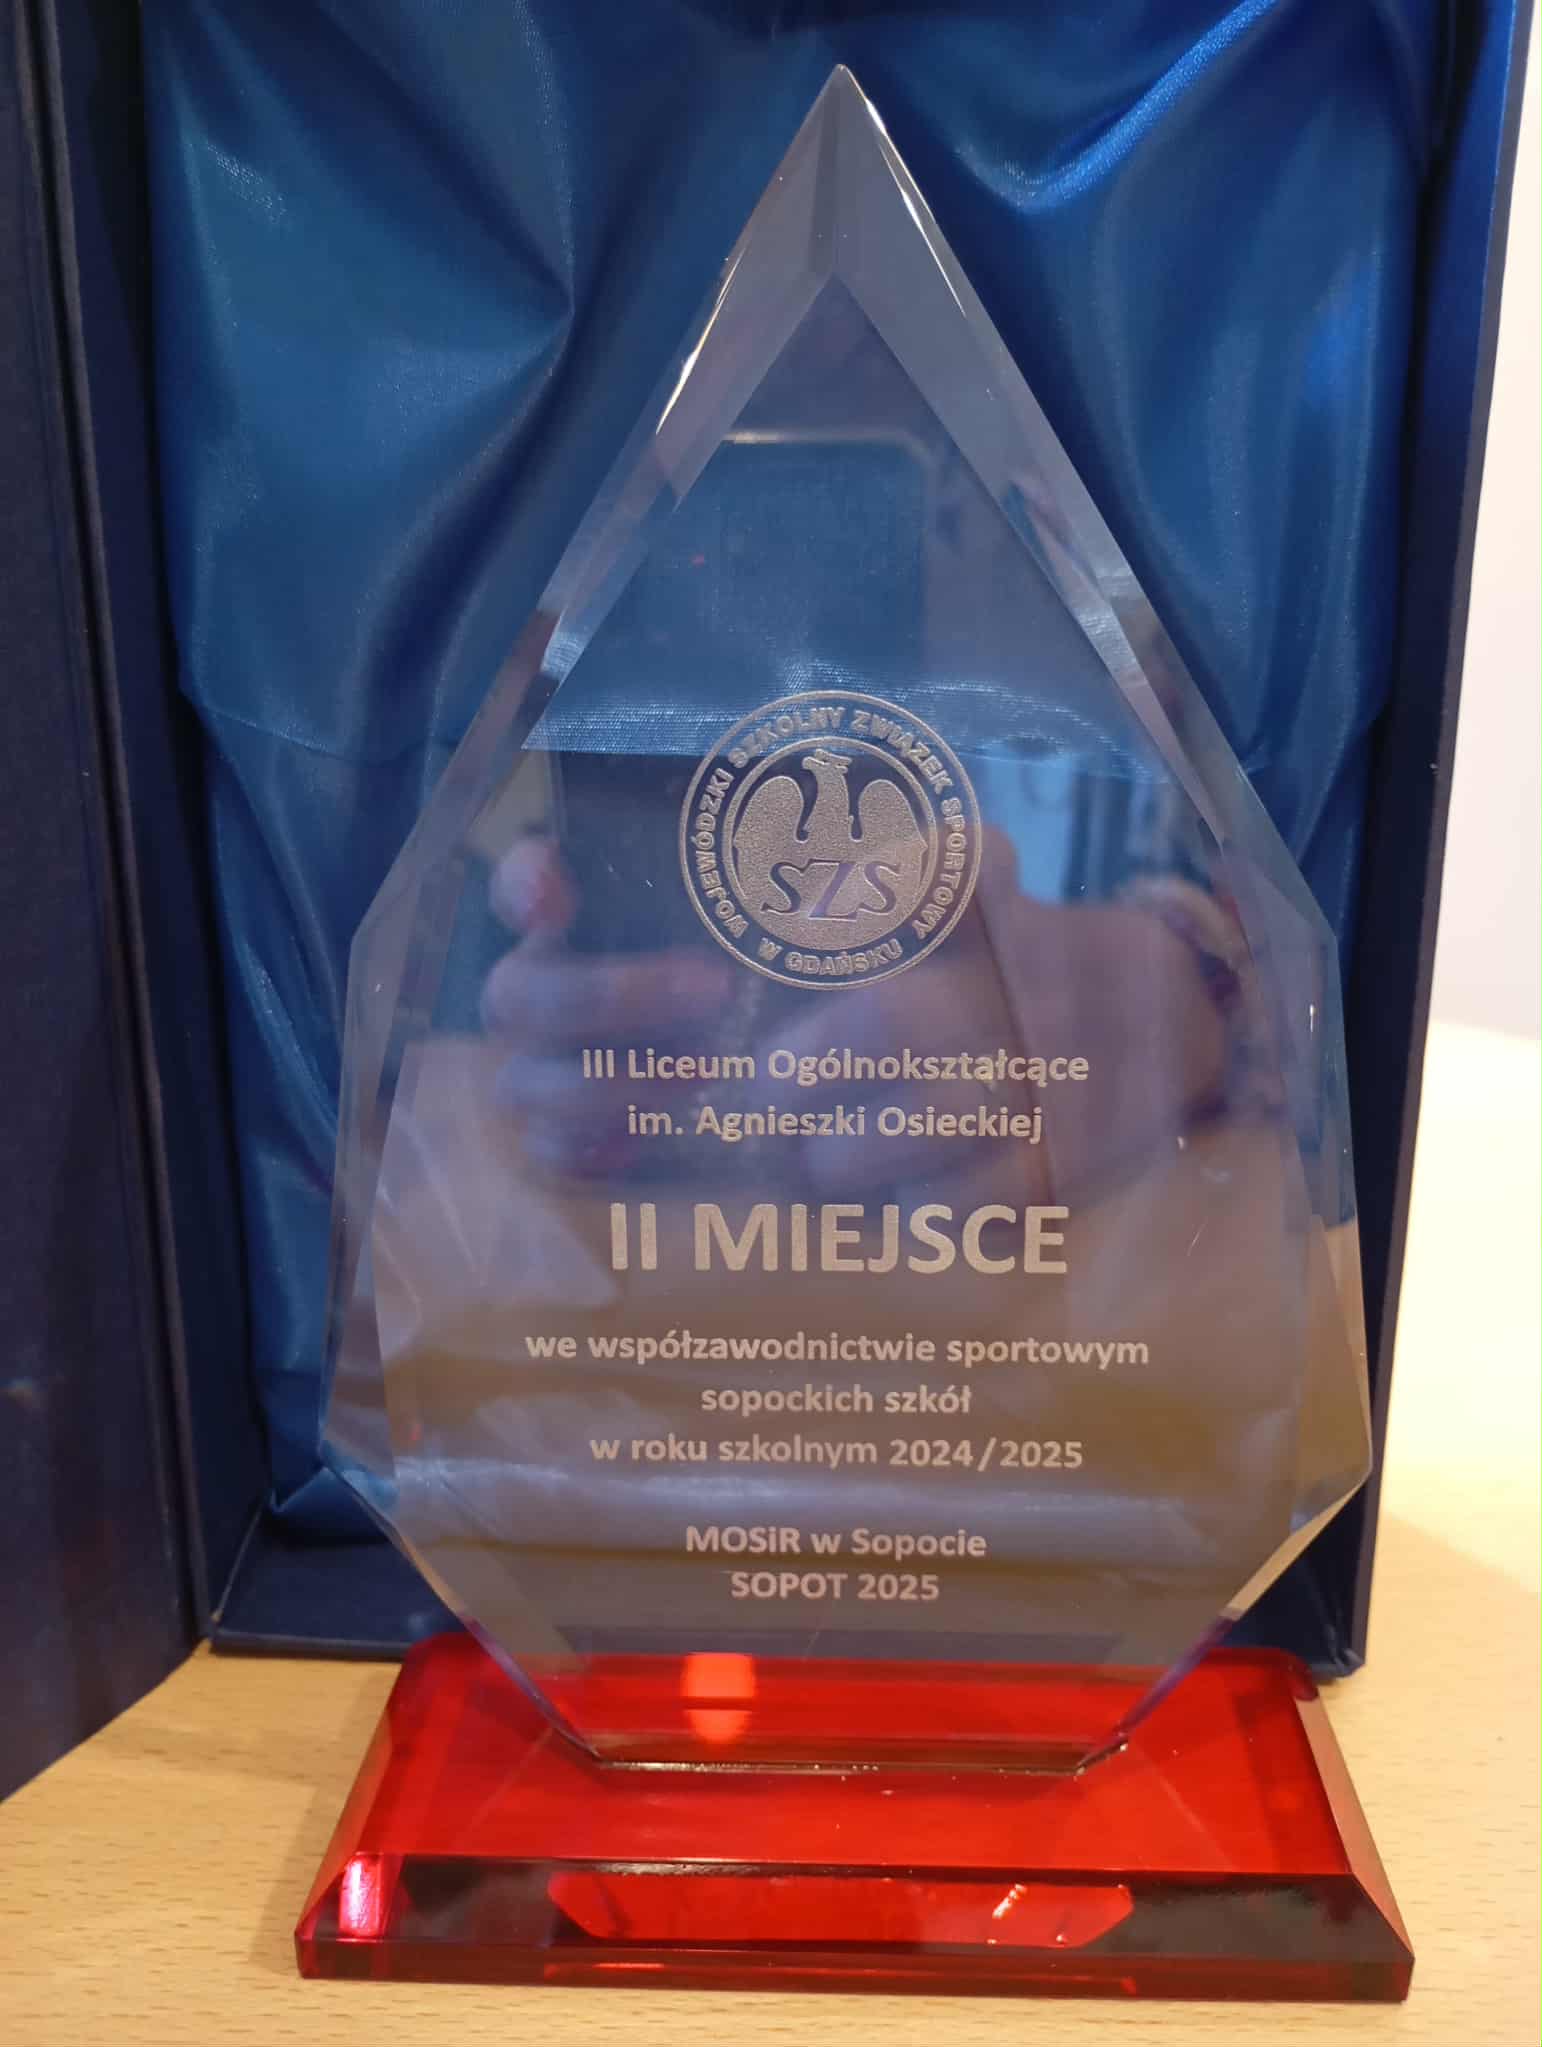 WOJEWÓDZKI SZKOLNY ZWIĄZEK SPORTOWY
W GDAŃSKU
SZS
III Liceum Ogólnokształcące
im. Agnieszki Osieckiej
II MIEJSCE
we współzawodnictwie sportowym
sopockich szkół
w roku szkolnym 2024/2025
MOSiR w Sopocie
SOPOT 2025